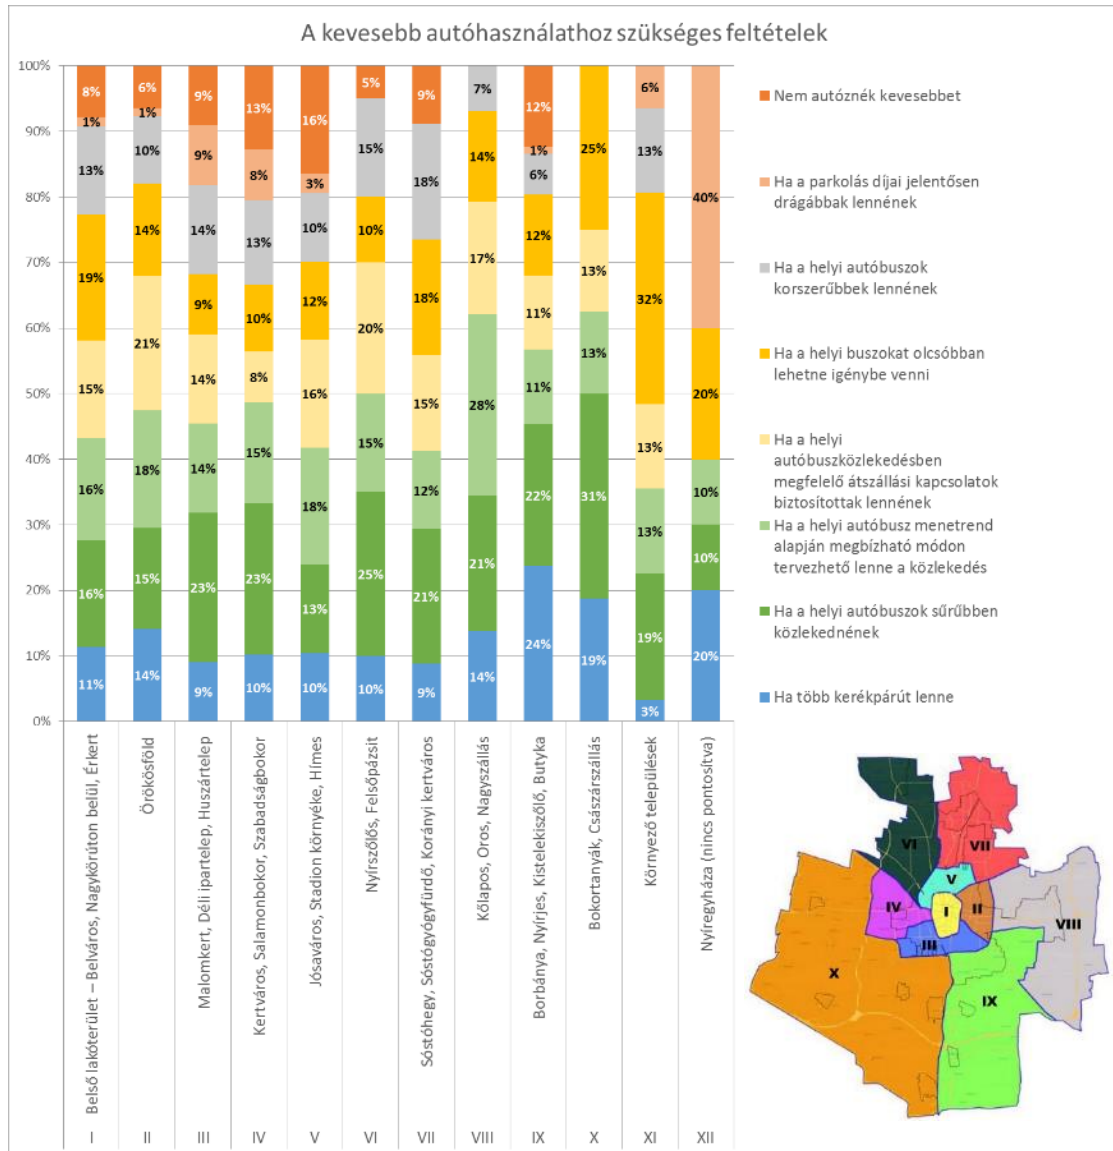 A kevesebb autóhasználathoz szükséges feltételek
100%
90%
80%
70%
60%
50%
40%
30%
20%
10%
0%
8%
1%
13%
19%
15%
16%
16%
11%
6%
1%
10%
14%
21%
18%
15%
14%
9%
9%
14%
9%
14%
14%
23%
9%
13%
8%
13%
10%
8%
15%
23%
10%
16%
3%
10%
12%
16%
18%
13%
10%
5%
15%
10%
20%
15%
25%
10%
9%
18%
18%
15%
12%
21%
9%
7%
14%
17%
28%
21%
14%
12%
1%
6%
12%
11%
11%
22%
24%
25%
13%
13%
31%
19%
6%
13%
32%
13%
13%
19%
3%
40%
20%
10%
10%
20%
Belső lakóterület – Belváros, Nagykörúton belül, Érkert
Örökösföld
Malomkert, Déli ipartelep, Huszártelep
Kertváros, Salamonbokor, Szabadságbokor
Jósaváros, Stadion környéke, Hímes
Nyírszőlős, Felsőpázsit
Sóstóhegy, Sóstógyógyfürdő, Korányi kertváros
Kőlapos, Oros, Nagyszállás
Borbánya, Nyírjes, Kistelekiszőlő, Butyka
Bokortanyák, Császárszállás
Környező települések
Nyíregyháza (nincs pontosítva)
I
II
III
IV
V
VI
VII
VIII
IX
X
XI
XII
Nem autóznék kevesebbet
Ha a parkolás díjai jelentősen
drágábbak lennének
Ha a helyi autóbuszok
korszerűbbek lennének
Ha a helyi buszokat olcsóbban
lehetne igénybe venni
Ha a helyi
autóbuszközlekedésben
megfelelő átszállási kapcsolatok
biztosítottak lennének
Ha a helyi autóbusz menetrend
alapján megbízható módon
tervezhető lenne a közlekedés
Ha a helyi autóbuszok sűrűbben
közlekednének
Ha több kerékpárút lenne
VI
VII
V
IV
I
II
VIII
III
X
IX